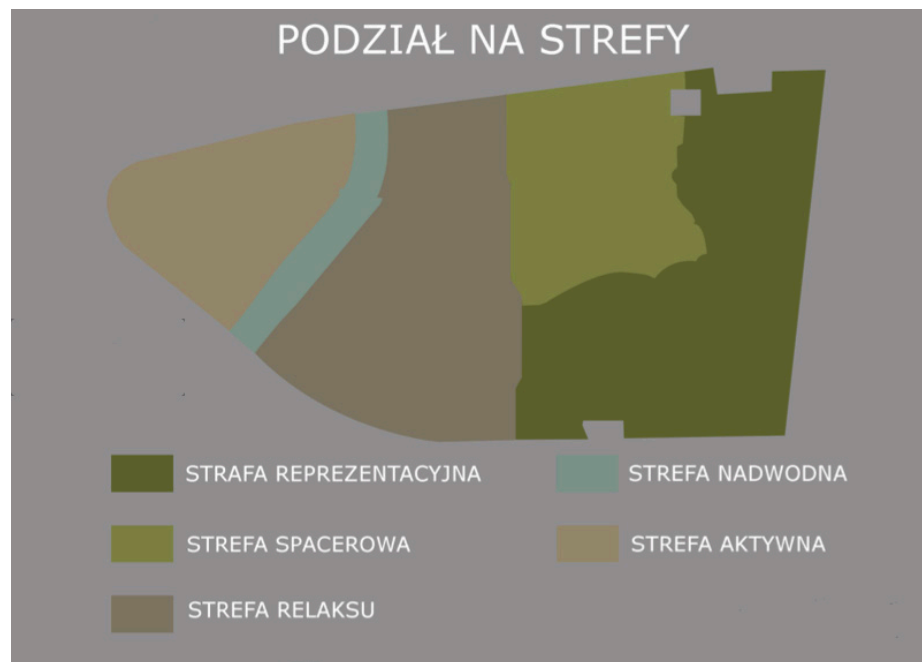 PODZIAŁ NA STREFY
STRAFA REPREZENTACYJNA
STREFA NADWODNA
STREFA SPACEROWA
STREFA AKTYWNA
STREFA RELAKSU